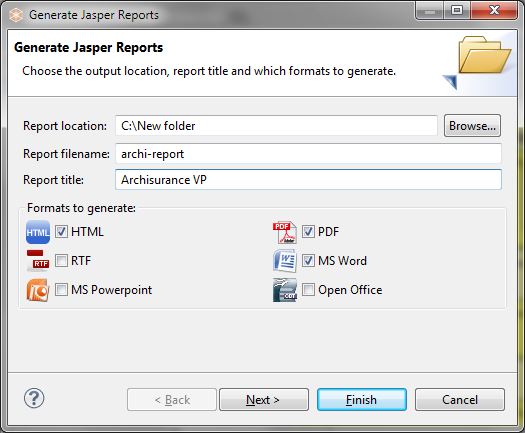 Generate Jasper Reports
Generate Jasper Reports
Choose the output location, report title and which formats to generate.
Report location: C:\New folder Browse...
Report filename: archi-report
Report title: Archisurance VP
Formats to generate:
HTML HTML PDF Adobe PDF
RTF RTF W MS Word
P MS Powerpoint ODT Open Office
? < Back Next > Finish Cancel